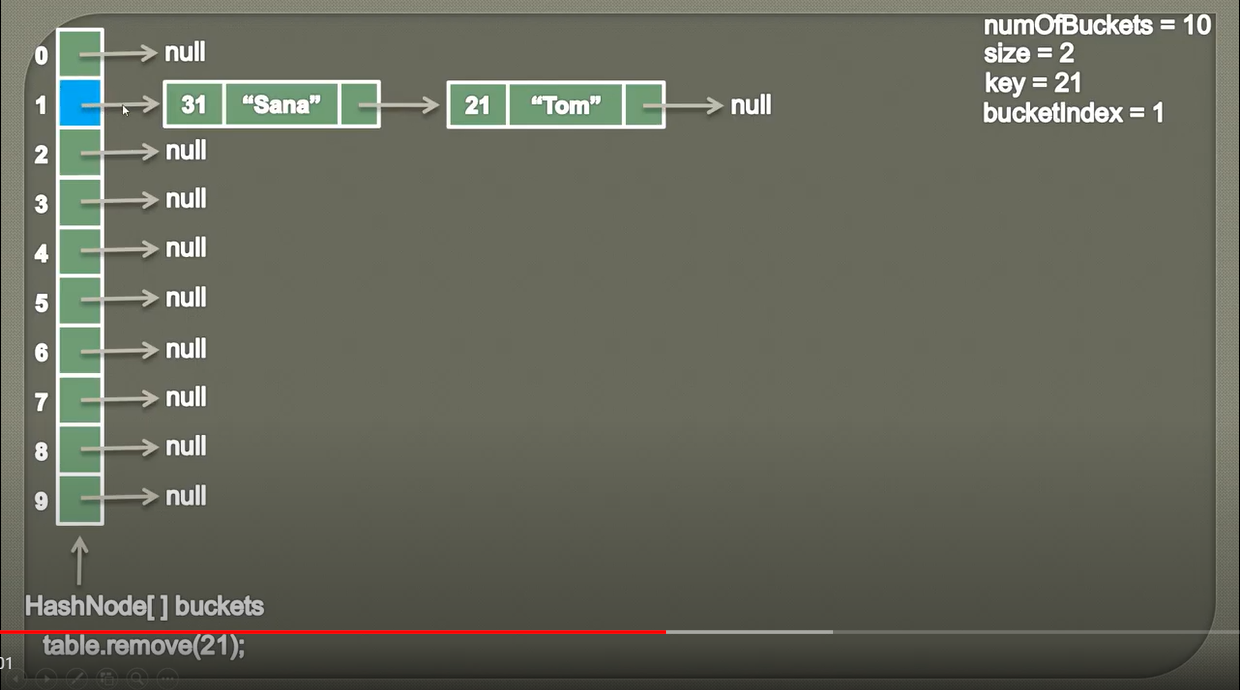 numOfBuckets = 10
size = 2
key = 21
bucketIndex = 1
0 null
1 31 “Sana” 21 “Tom” null
2 null
3 null
4 null
5 null
6 null
7 null
8 null
9 null
HashNode[ ] buckets
table.remove(21);
01